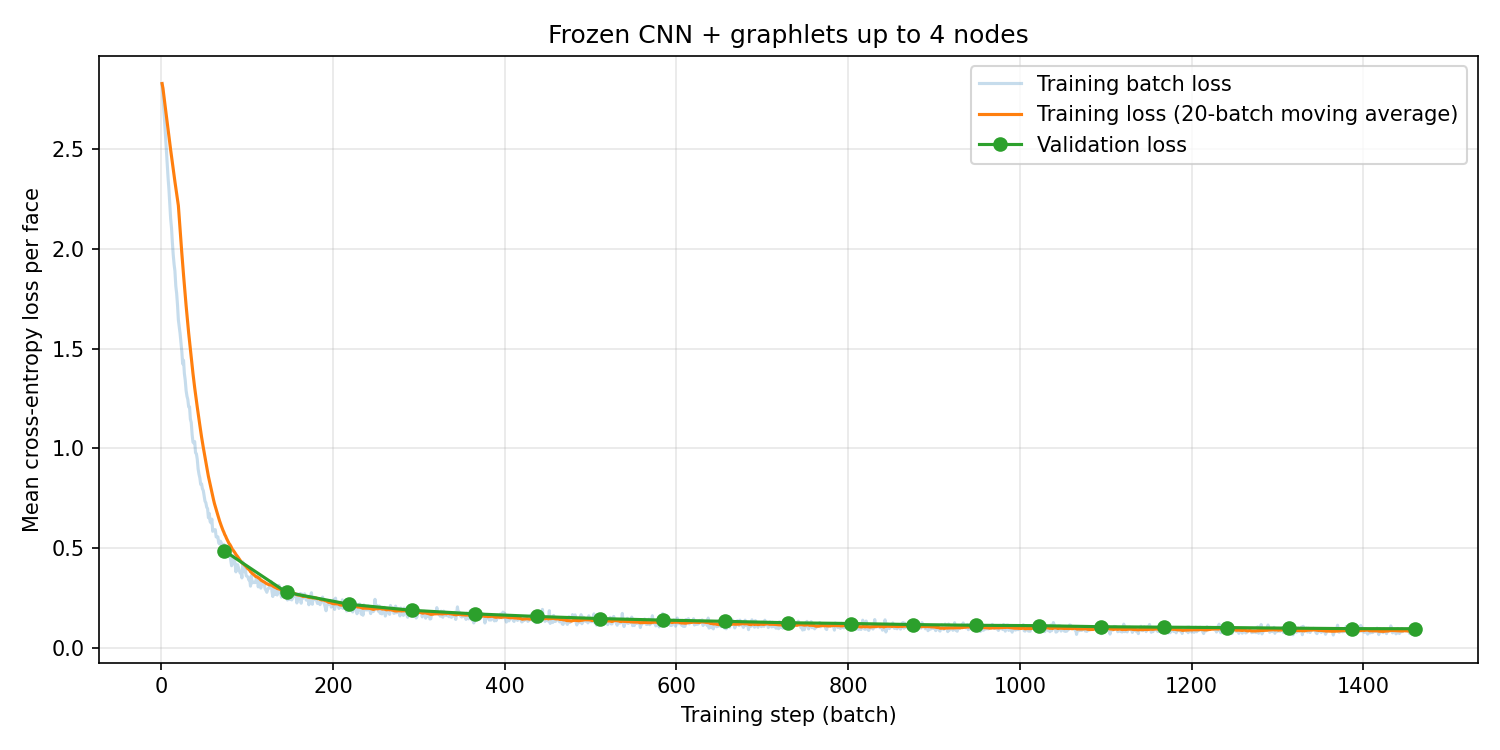 Frozen CNN + graphlets up to 4 nodes
Training batch loss
Training loss (20-batch moving average)
Validation loss
Mean cross-entropy loss per face
2.5
2.0
1.5
1.0
0.5
0.0
0 200 400 600 800 1000 1200 1400
Training step (batch)